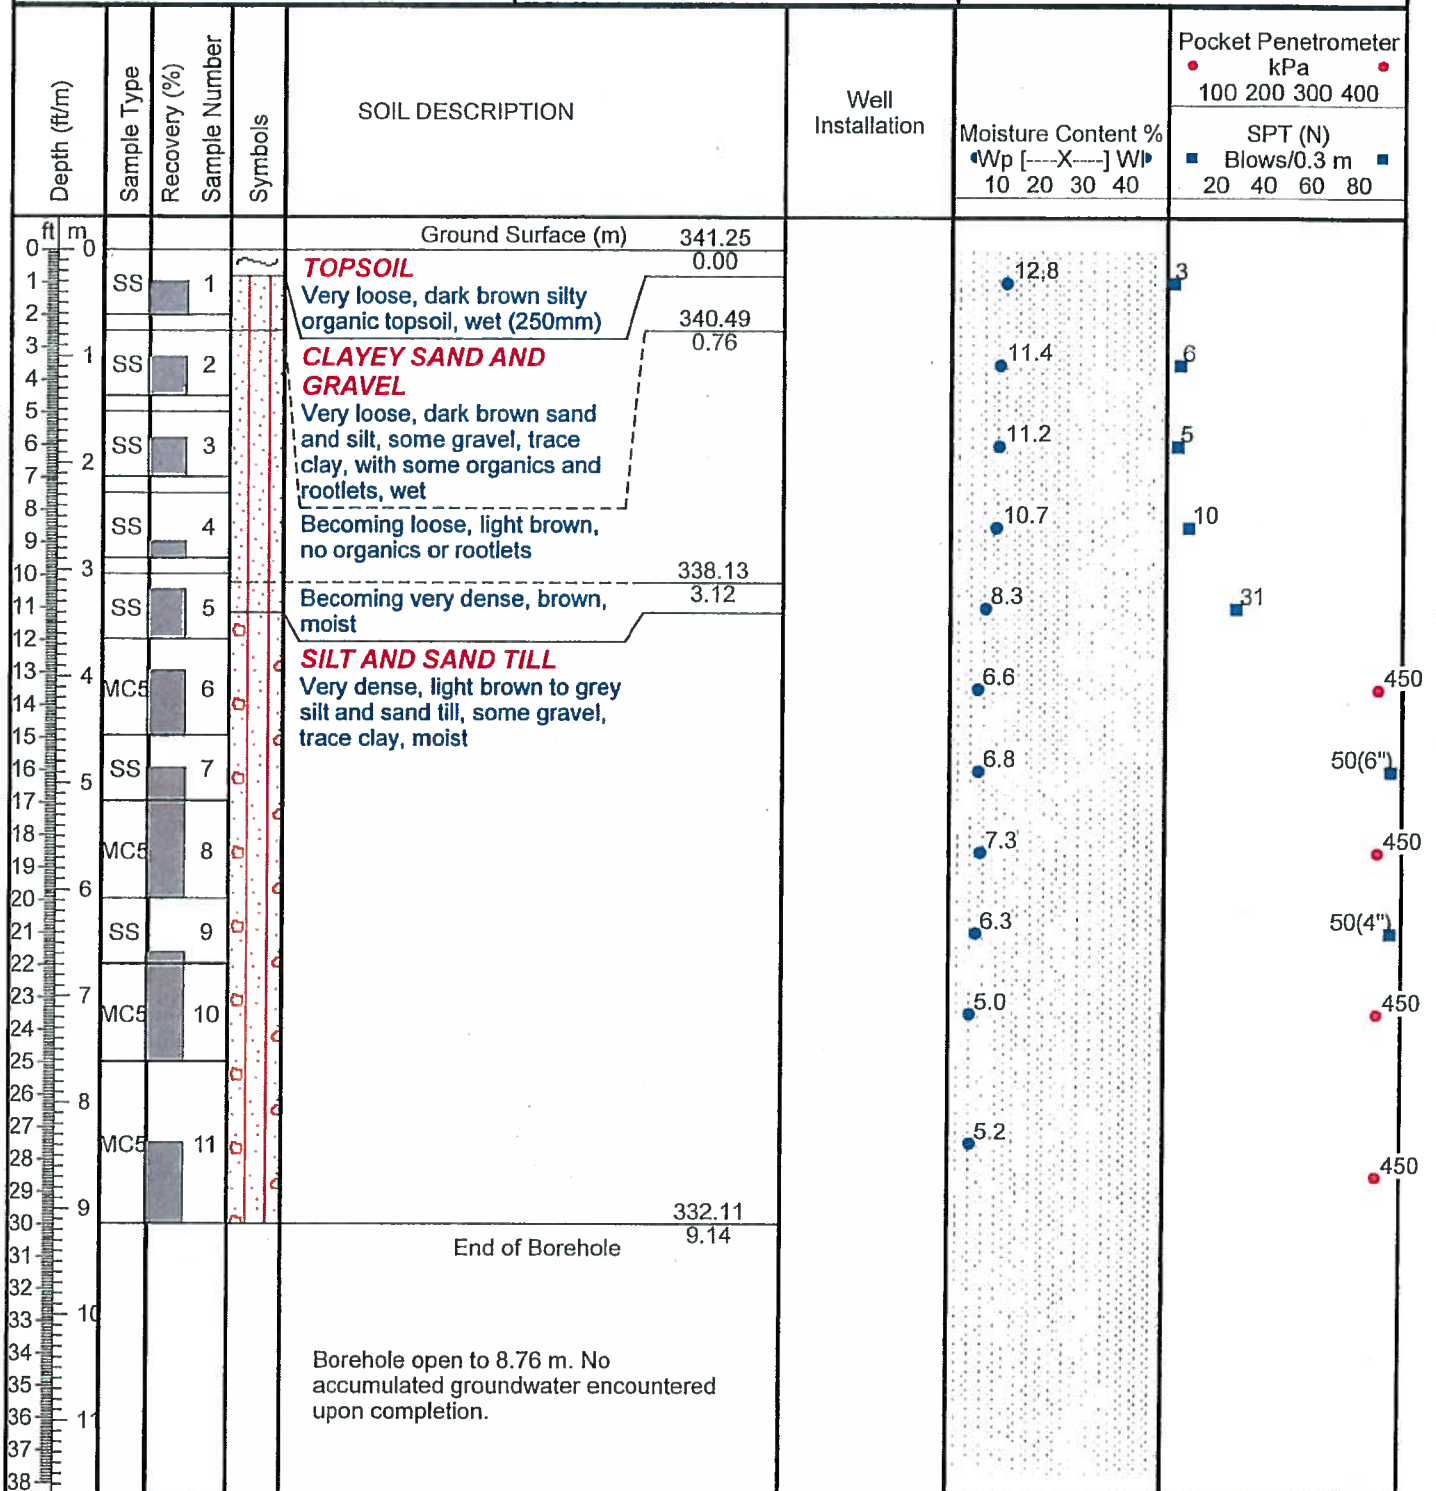 Depth (ft/m)
Sample Type
Recovery (%)
Sample Number
Symbols
SOIL DESCRIPTION
Well
Installation
Moisture Content %
Wp [----X----] Wl
10 20 30 40
Pocket Penetrometer
kPa
100 200 300 400
SPT (N)
Blows/0.3 m
20 40 60 80
ft m
Ground Surface (m) 341.25
0 0
0.00
TOPSOIL
12.8 3
1 SS 1
Very loose, dark brown silty
2
organic topsoil, wet (250mm) 340.49
3 0.76
1
CLAYEY SAND AND
11.4 6
SS 2
4
GRAVEL
5
Very loose, dark brown sand
6 SS 3
and silt, some gravel, trace
11.2 5
2
7
clay, with some organics and
rootlets, wet
8
SS 4
Becoming loose, light brown,
10.7 10
9
no organics or rootlets
10 3
338.13
3.12
11 SS 5
Becoming very dense, brown,
8.3 31
moist
12
SILT AND SAND TILL
13 4
MC5 6
Very dense, light brown to grey
6.6 450
14
silt and sand till, some gravel,
15
trace clay, moist
16 SS 7
6.8 50(6")
5
17
18
MC5 8
7.3 450
19
6
20
21 SS 9
6.3 50(4")
22
23 7
MC5 10
5.0 450
24
25
26
8
27
MC5 11
5.2
28
450
29
9
332.11
30
9.14
End of Borehole
31
32
33 10
34
Borehole open to 8.76 m. No
35
accumulated groundwater encountered
36 11
upon completion.
37
38